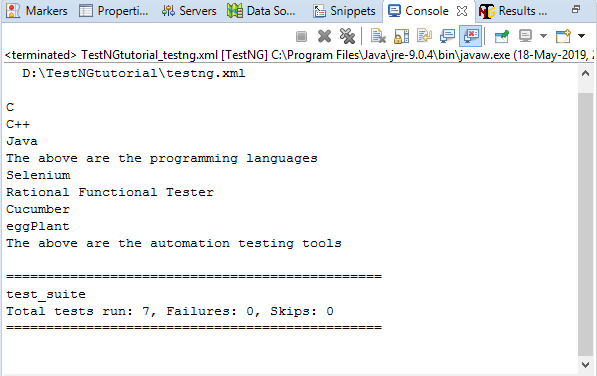 Markers Properti... Servers Data So... Snippets Console Results ...
<terminated> TestNGtutorial_testng.xml [TestNG] C:\Program Files\Java\jre-9.0.4\bin\javaw.exe (18-May-2019,
D:\TestNGtutorial\testng.xml
C
C++
Java
The above are the programming languages
Selenium
Rational Functional Tester
Cucumber
eggPlant
The above are the automation testing tools
===============================================
test_suite
Total tests run: 7, Failures: 0, Skips: 0
===============================================